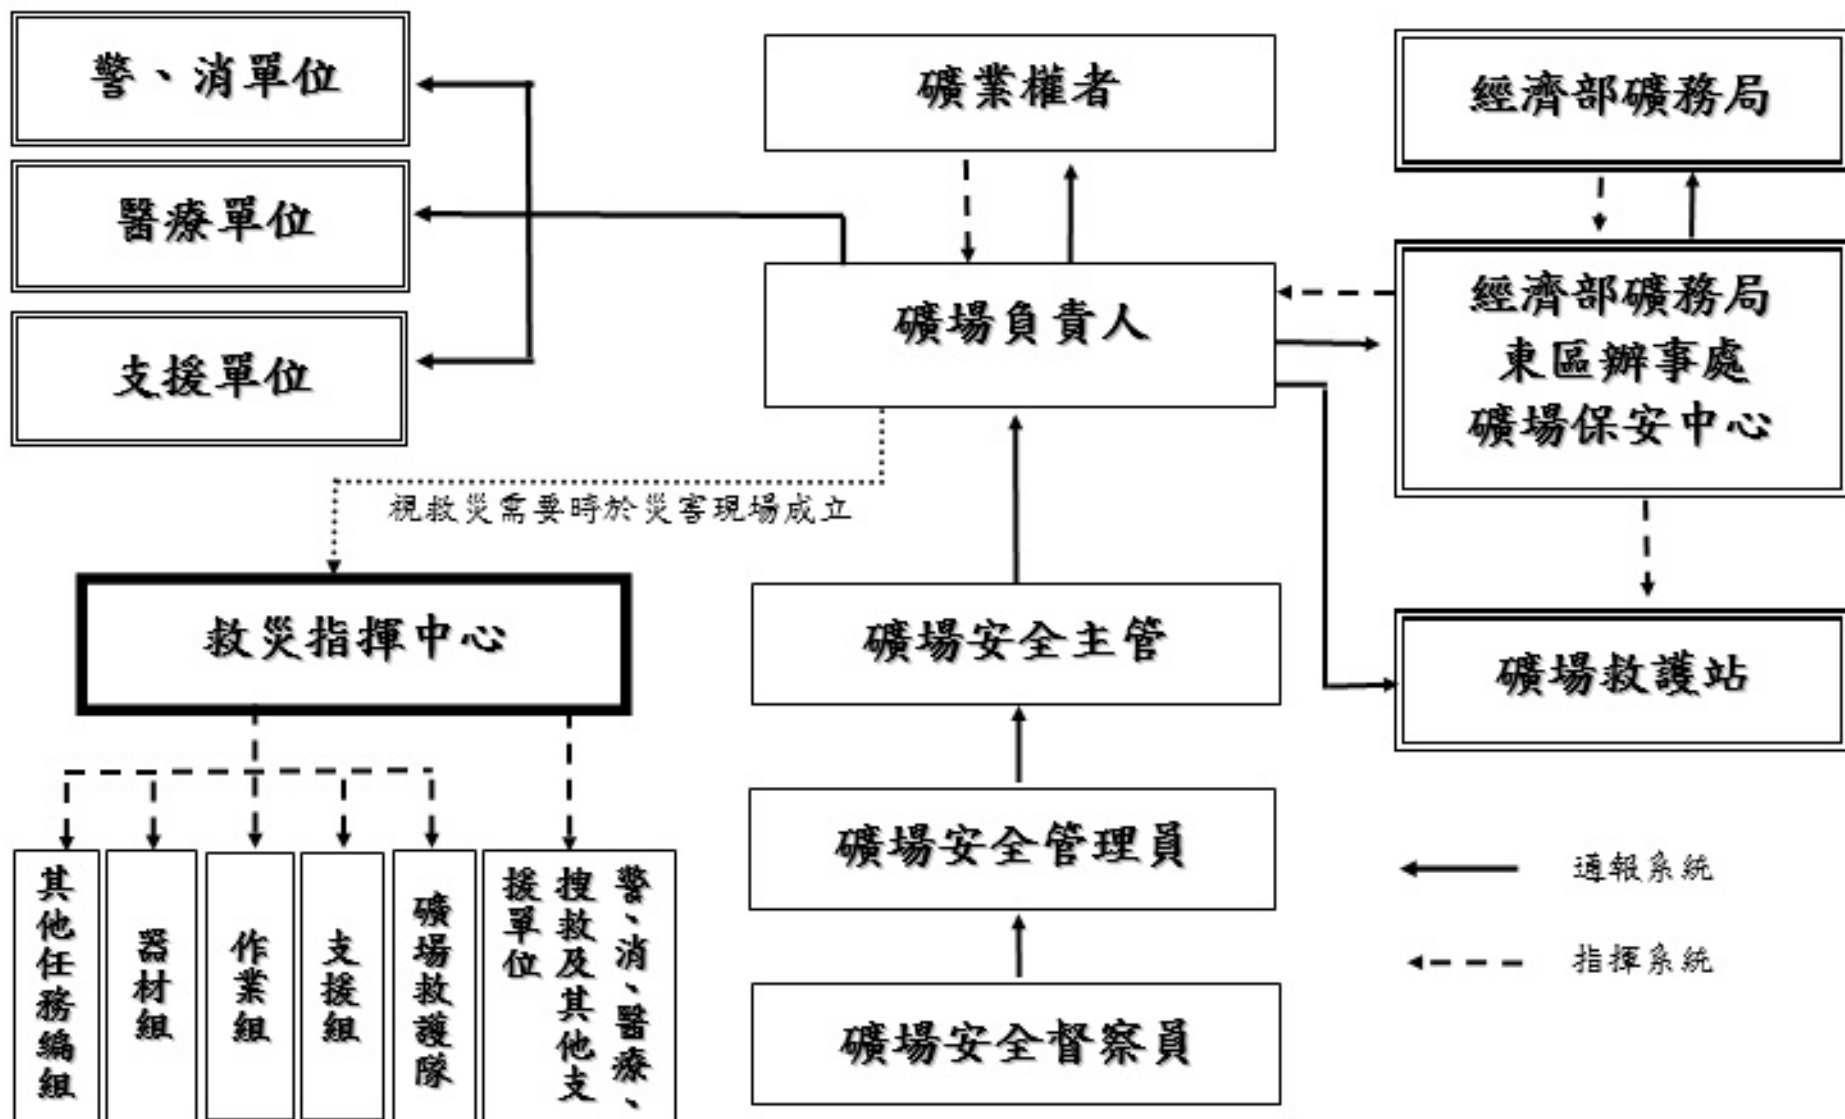 警、消單位
醫療單位
支援單位
礦業權者
經濟部礦務局
礦場負責人
經濟部礦務局
東區辦事處
礦場保安中心
視救災需要時於災害現場成立
救災指揮中心
礦場安全主管
礦場救護站
礦場安全管理員
礦場安全督察員
其他任務編組
器材組
作業組
支援組
礦場救護隊
警、消、醫療、
搜救及其他支
援單位
通報系統
指揮系統